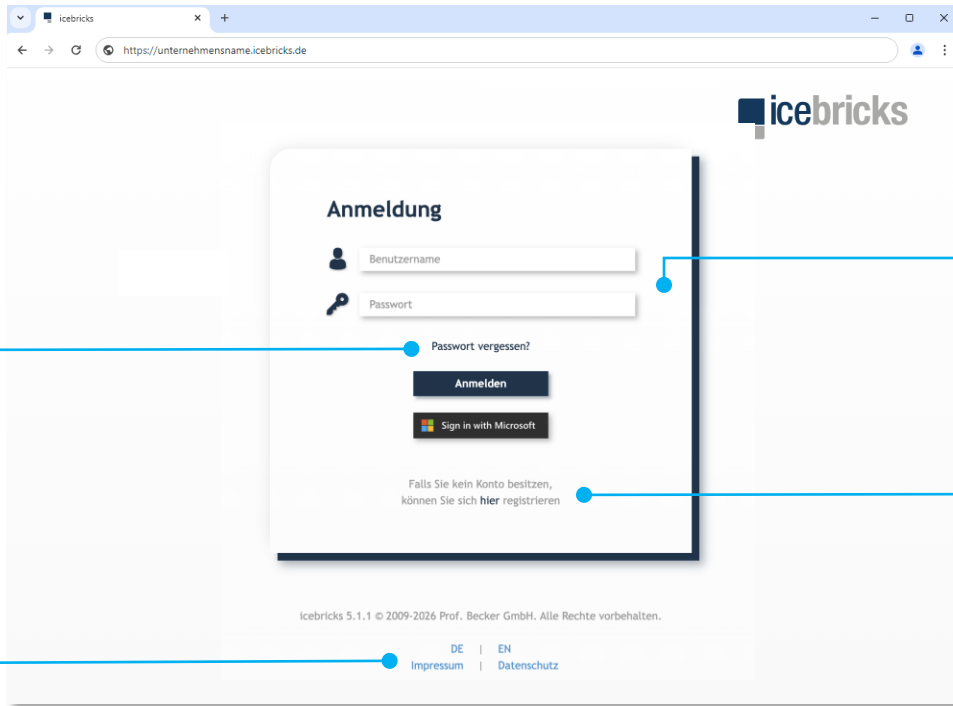 icebricks
https://unternehmensname.icebricks.de
icebricks
Anmeldung
Benutzername
Passwort
Passwort vergessen?
Anmelden
Sign in with Microsoft
Falls Sie kein Konto besitzen,
können Sie sich hier registrieren
icebricks 5.1.1 © 2009-2026 Prof. Becker GmbH. Alle Rechte vorbehalten.
DE | EN
Impressum | Datenschutz